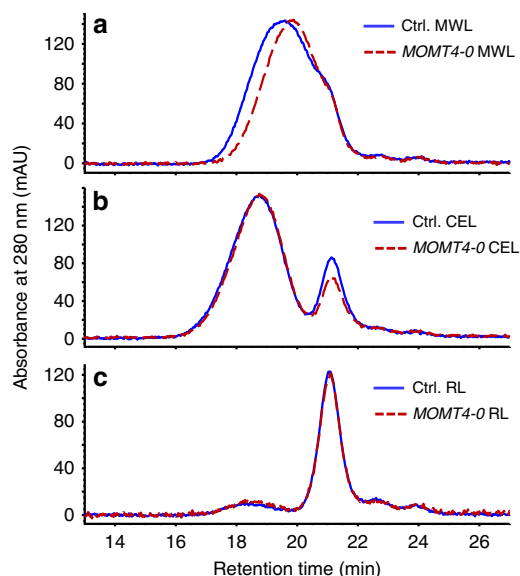 a
Ctrl. MWL
MOMT4-0 MWL
120
80
40
0
b
Ctrl. CEL
MOMT4-0 CEL
120
80
40
0
c
Ctrl. RL
MOMT4-0 RL
120
80
40
0
14 16 18 20 22 24 26
Retention time (min)
Absorbance at 280 nm (mAU)